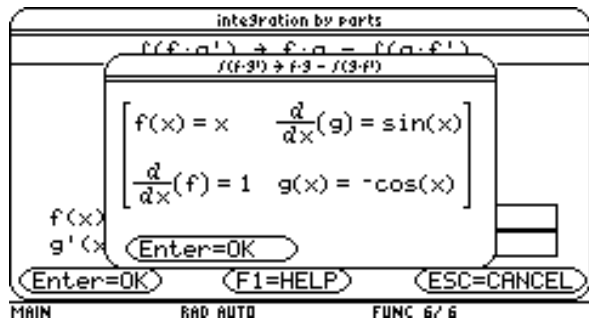 integration by parts
∫(f·g') → f·g - ∫(g·f')
∫(f·g') → f·g - ∫(g·f')
f(x) = x d/dx(g) = sin(x)
d/dx(f) = 1 g(x) = -cos(x)
f(x)
g'(x
Enter=OK
Enter=OK F1=HELP ESC=CANCEL
MAIN RAD AUTO FUNC 6/6